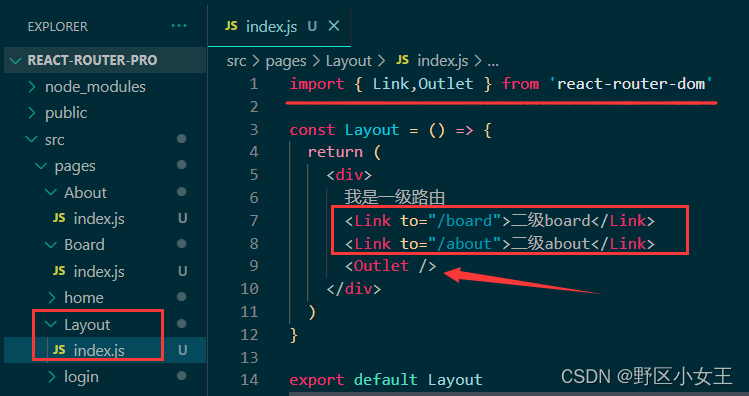 EXPLORER
···
JS index.js U ×
REACT-ROUTER-PRO
src > pages > Layout > JS index.js > ...
node_modules
public
src
pages
About
JS index.js U
Board
JS index.js U
home
Layout
JS index.js U
login
1 import { Link,Outlet } from 'react-router-dom'
2
3 const Layout = () => {
4 return (
5 <div>
6 我是一级路由
7 <Link to="/board">二级board</Link>
8 <Link to="/about">二级about</Link>
9 <Outlet />
10 </div>
11 )
12 }
13
14 export default Layout
CSDN @野区小女王